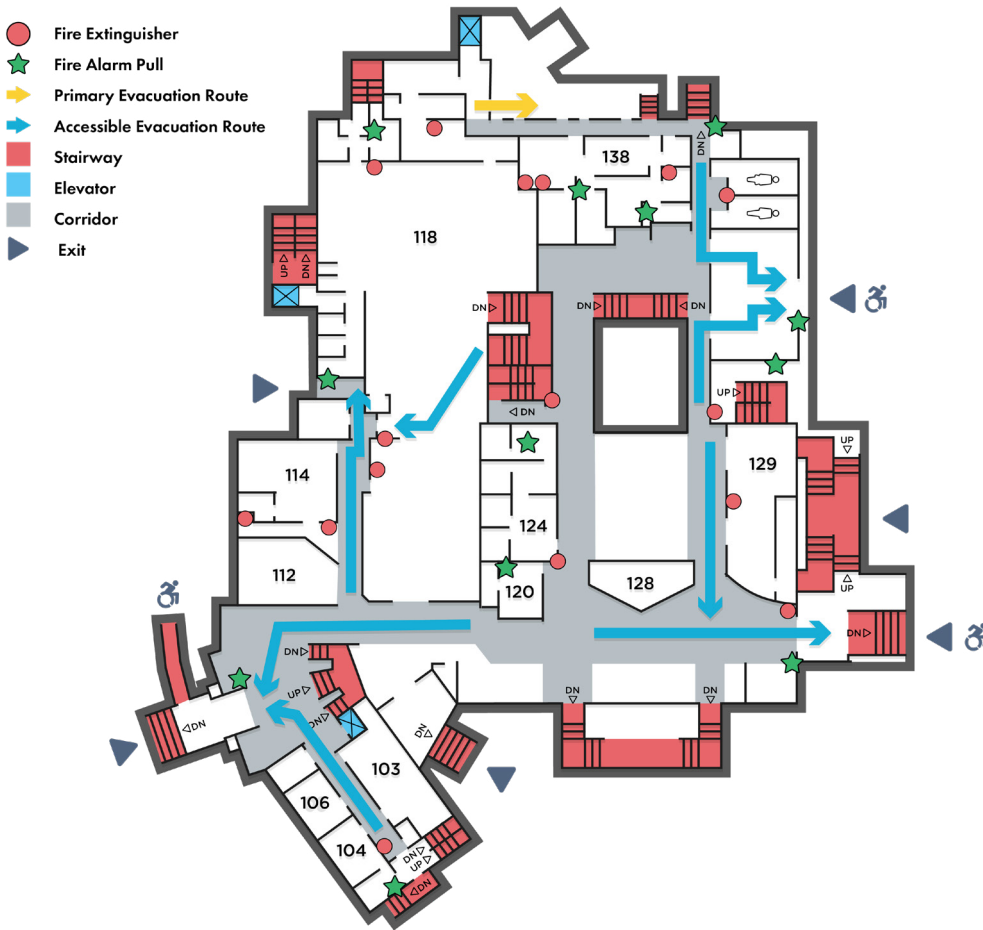 Fire Extinguisher
Fire Alarm Pull
Primary Evacuation Route
Accessible Evacuation Route
Stairway
Elevator
Corridor
Exit
DN
138
118
UP
DN
DN
DN
DN
UP
DN
129
UP
114
124
112
120
128
UP
DN
DN
UP
DN
DN
DN
DN
DN
103
106
104
DN
UP
DN